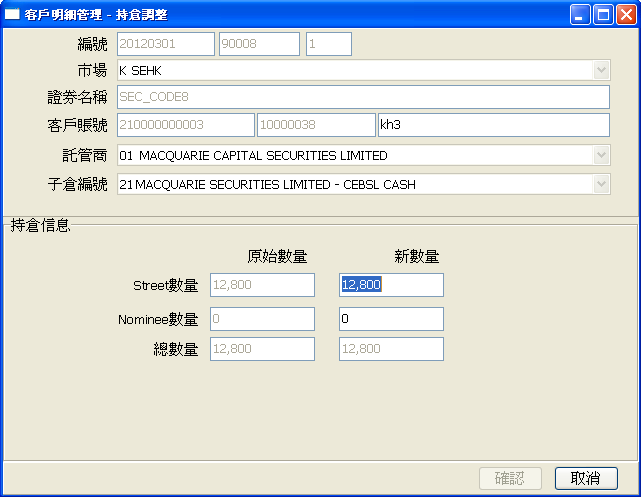 客戶明細管理 - 持倉調整
編號 20120301 90008 1
市場 K SEHK
證券名稱 SEC_CODE8
客戶賬號 210000000003 10000038 kh3
託管商 01 MACQUARIE CAPITAL SECURITIES LIMITED
子倉編號 21 MACQUARIE SECURITIES LIMITED - CEBSL CASH
持倉信息
原始數量 新數量
Street數量 12,800 12,800
Nominee數量 0 0
總數量 12,800 12,800
確認 取消